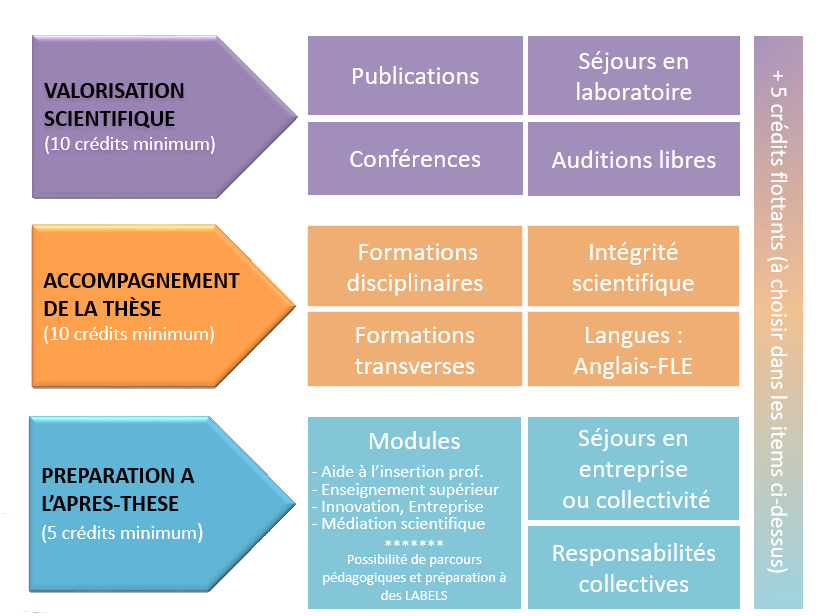 VALORISATION
SCIENTIFIQUE
(10 crédits minimum)
Publications
Séjours en
laboratoire
Conférences
Auditions libres
ACCOMPAGNEMENT
DE LA THÈSE
(10 crédits minimum)
Formations
disciplinaires
Intégrité
scientifique
Formations
transverses
Langues :
Anglais-FLE
PREPARATION A
L’APRES-THESE
(5 crédits minimum)
Modules
- Aide à l’insertion prof.
- Enseignement supérieur
- Innovation, Entreprise
- Médiation scientifique
*******
Possibilité de parcours
pédagogiques et préparation à
des LABELS
Séjours en
entreprise
ou collectivité
Responsabilités
collectives
+ 5 crédits flottants (à choisir dans les items ci-dessus)